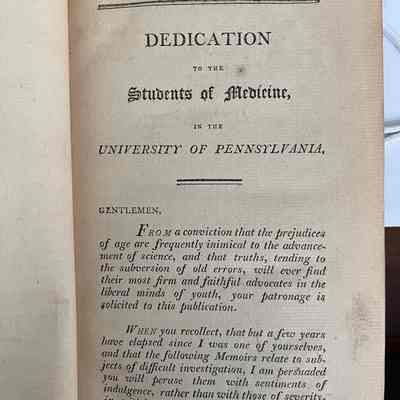 DEDICATION
TO THE
Students of Medicine,
IN THE
UNIVERSITY OF PENNSYLVANIA.
GENTLEMEN,
FROM a conviction that the prejudices
of age are frequently inimical to the advance-
ment of science, and that truths, tending to
the subversion of old errors, will ever find
their most firm and faithful advocates in the
liberal minds of youth, your patronage is
solicited to this publication.
WHEN you recollect, that but a few years
have elapsed since I was one of yourselves,
and that the following Memoirs relate to sub-
jects of difficult investigation, I am persuaded
you will peruse them with sentiments of
indulgence, rather than with those of severity,